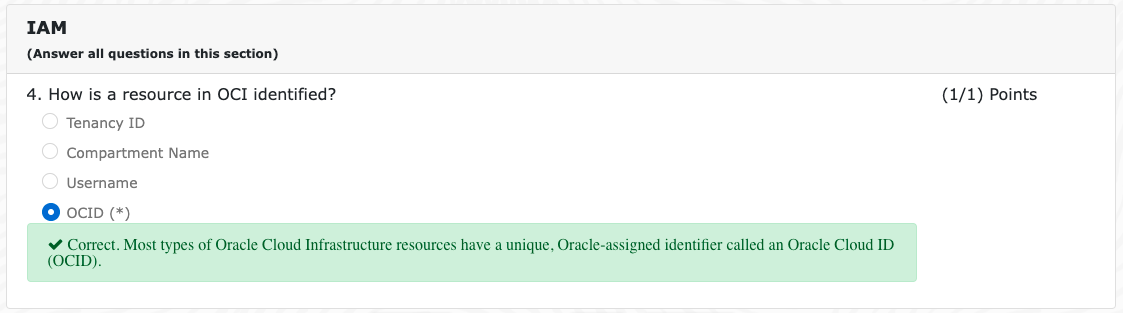 IAM
(Answer all questions in this section)
4. How is a resource in OCI identified? (1/1) Points
Tenancy ID
Compartment Name
Username
OCID (*)
✔ Correct. Most types of Oracle Cloud Infrastructure resources have a unique, Oracle-assigned identifier called an Oracle Cloud ID
(OCID).